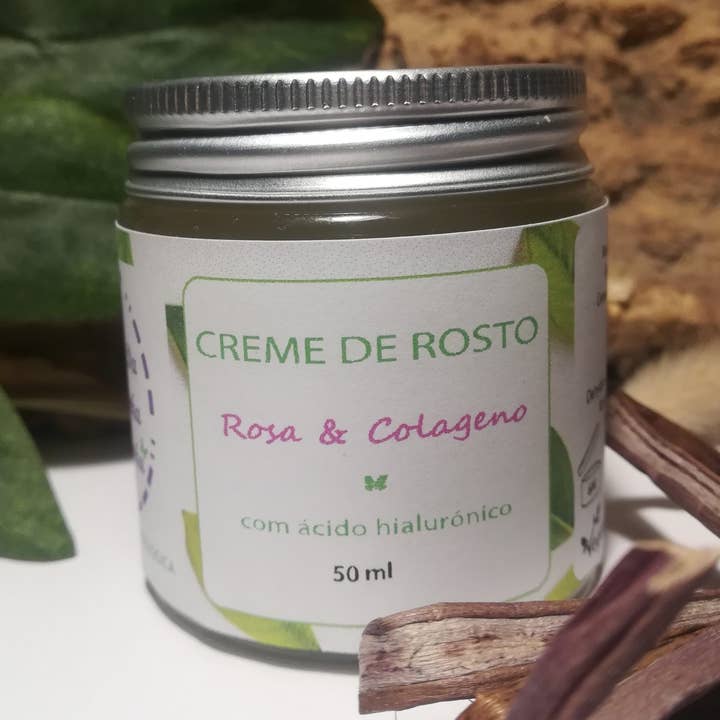 CREME DE ROSTO
Rosa & Colageno
com ácido hialurónico
50 ml